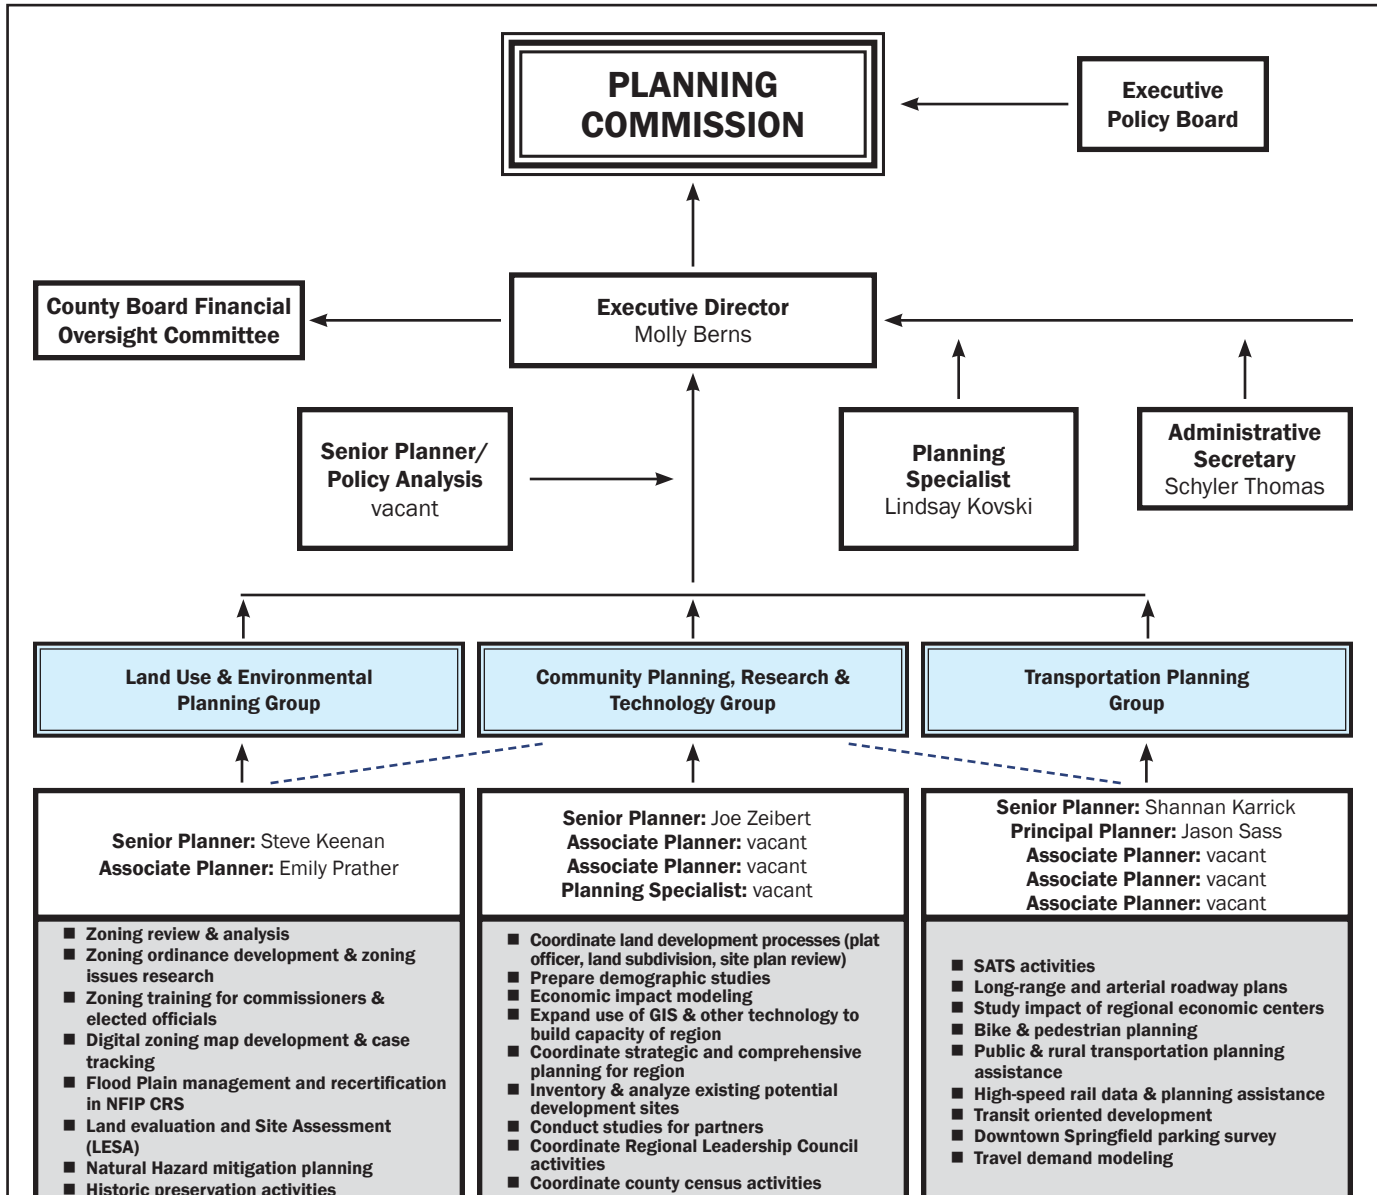 PLANNING
COMMISSION
Executive
Policy Board
County Board Financial
Oversight Committee
Executive Director
Molly Berns
Senior Planner/
Policy Analysis
vacant
Planning
Specialist
Lindsay Kovski
Administrative
Secretary
Schyler Thomas
Land Use & Environmental
Planning Group
Community Planning, Research &
Technology Group
Transportation Planning
Group
Senior Planner: Steve Keenan
Associate Planner: Emily Prather
Senior Planner: Joe Zeibert
Associate Planner: vacant
Associate Planner: vacant
Planning Specialist: vacant
Senior Planner: Shannan Karrick
Principal Planner: Jason Sass
Associate Planner: vacant
Associate Planner: vacant
Associate Planner: vacant
■ Zoning review & analysis
■ Zoning ordinance development & zoning
issues research
■ Zoning training for commissioners &
elected officials
■ Digital zoning map development & case
tracking
■ Flood Plain management and recertification
in NFIP CRS
■ Land evaluation and Site Assessment
(LESA)
■ Natural Hazard mitigation planning
■ Historic preservation activities
■ Coordinate land development processes (plat
officer, land subdivision, site plan review)
■ Prepare demographic studies
■ Economic impact modeling
■ Expand use of GIS & other technology to
build capacity of region
■ Coordinate strategic and comprehensive
planning for region
■ Inventory & analyze existing potential
development sites
■ Conduct studies for partners
■ Coordinate Regional Leadership Council
activities
■ Coordinate county census activities
■ SATS activities
■ Long-range and arterial roadway plans
■ Study impact of regional economic centers
■ Bike & pedestrian planning
■ Public & rural transportation planning
assistance
■ High-speed rail data & planning assistance
■ Transit oriented development
■ Downtown Springfield parking survey
■ Travel demand modeling